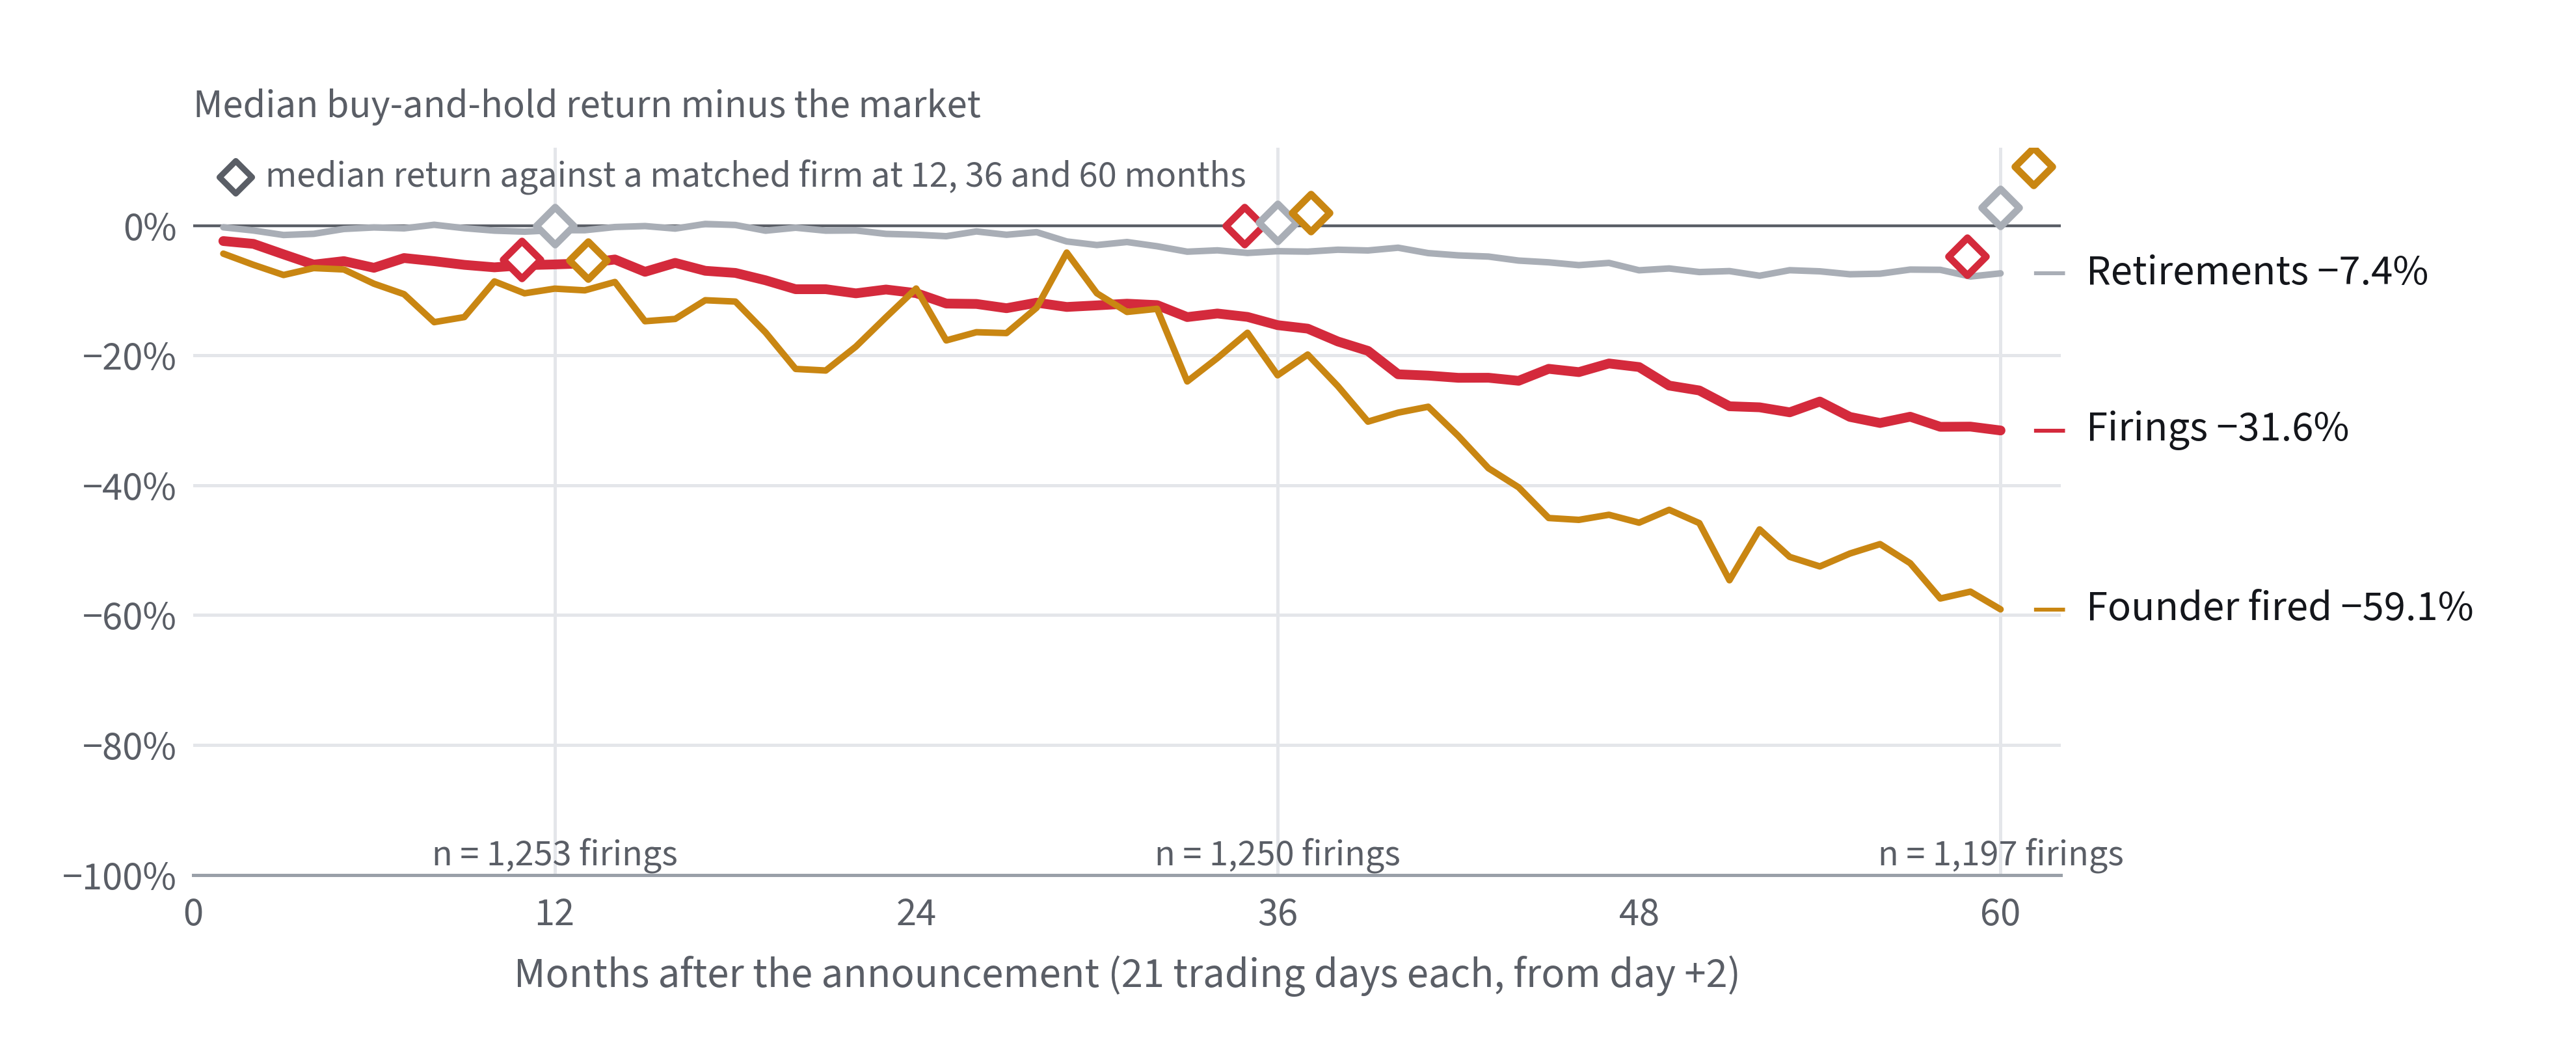 Median buy-and-hold return minus the market
median return against a matched firm at 12, 36 and 60 months
0%
−20%
−40%
−60%
−80%
−100%
Retirements −7.4%
Firings −31.6%
Founder fired −59.1%
n = 1,253 firings
n = 1,250 firings
n = 1,197 firings
0
12
24
36
48
60
Months after the announcement (21 trading days each, from day +2)